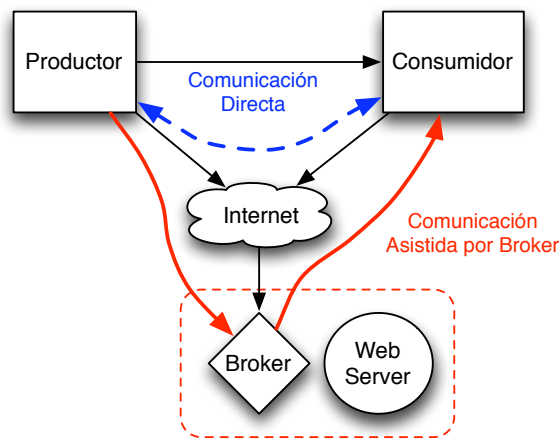 Productor
Consumidor
Comunicación
Directa
Internet
Comunicación
Asistida por Broker
Broker
Web
Server